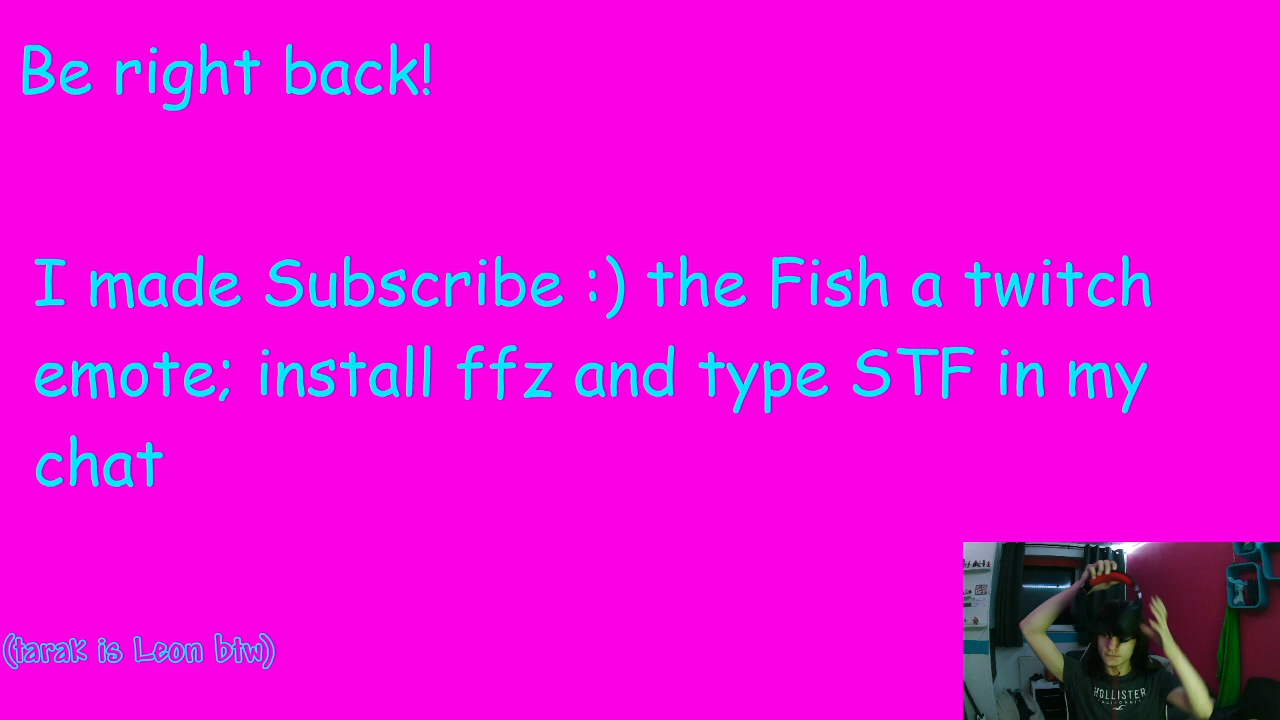 Be right back!
I made Subscribe :) the Fish a twitch
emote; install ffz and type STF in my
chat
(tarak is Leon btw)
HOLLISTER
CALIFORNIA